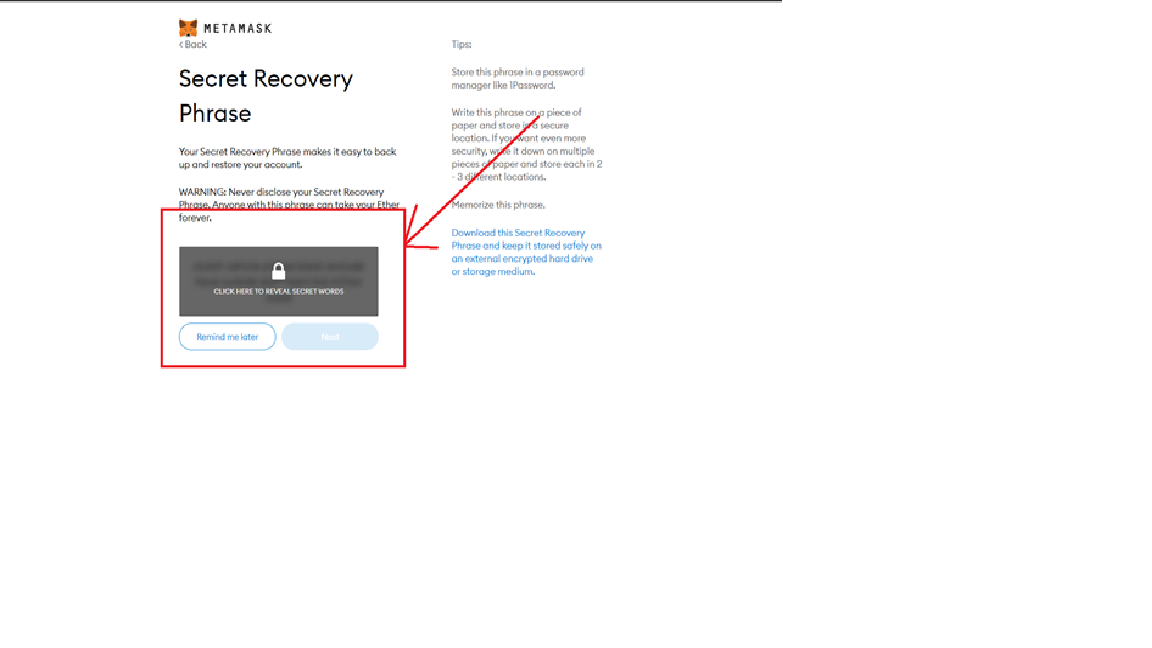 METAMASK
< Back
Secret Recovery
Phrase
Your Secret Recovery Phrase makes it easy to back
up and restore your account.
WARNING: Never disclose your Secret Recovery
Phrase. Anyone with this phrase can take your Ether
forever.
CLICK HERE TO REVEAL SECRET WORDS
Remind me later
Next
Tips:
Store this phrase in a password
manager like 1Password.
Write this phrase on a piece of
paper and store in a secure
location. If you want even more
security, write it down on multiple
pieces of paper and store each in 2
- 3 different locations.
Memorize this phrase.
Download this Secret Recovery
Phrase and keep it stored safely on
an external encrypted hard drive
or storage medium.